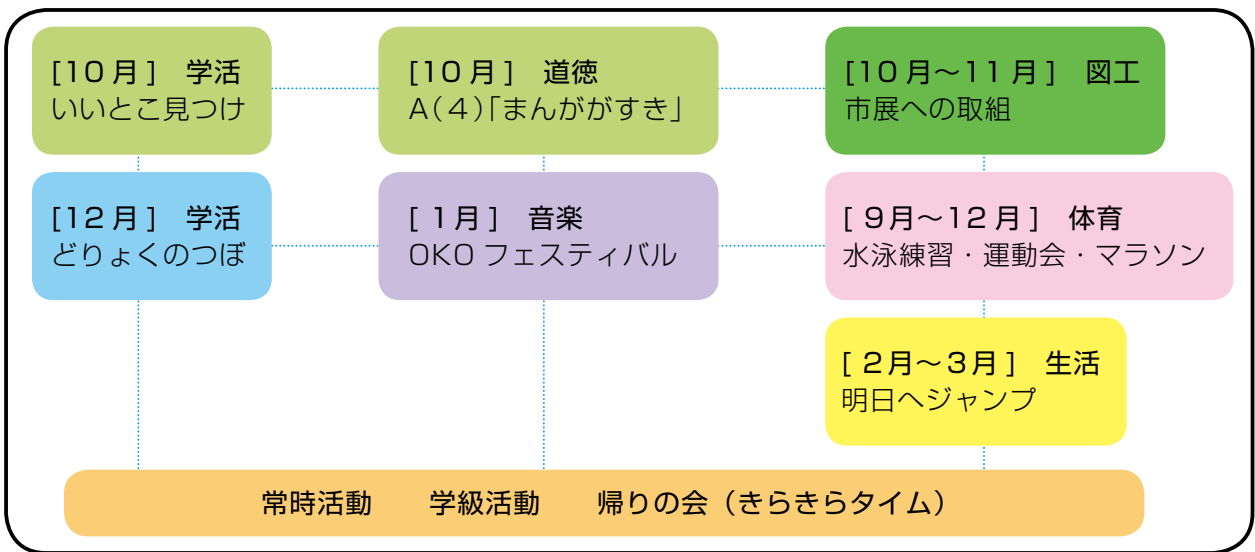 [10月] 学活
いいとこ見つけ
[10月] 道徳
A(4)「まんががすき」
[10月～11月] 図工
市展への取組
[12月] 学活
どりょくのつぼ
[1月] 音楽
OKOフェスティバル
[9月～12月] 体育
水泳練習・運動会・マラソン
[2月～3月] 生活
明日へジャンプ
常時活動 学級活動 帰りの会（きらきらタイム）